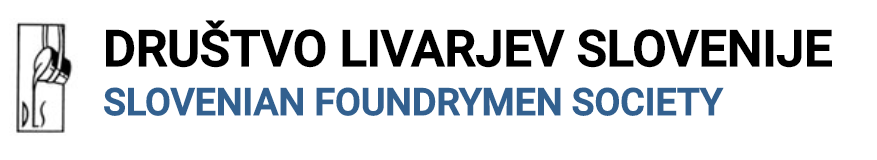 DRUŠTVO LIVARJEV SLOVENIJE
SLOVENIAN FOUNDRYMEN SOCIETY
DLS